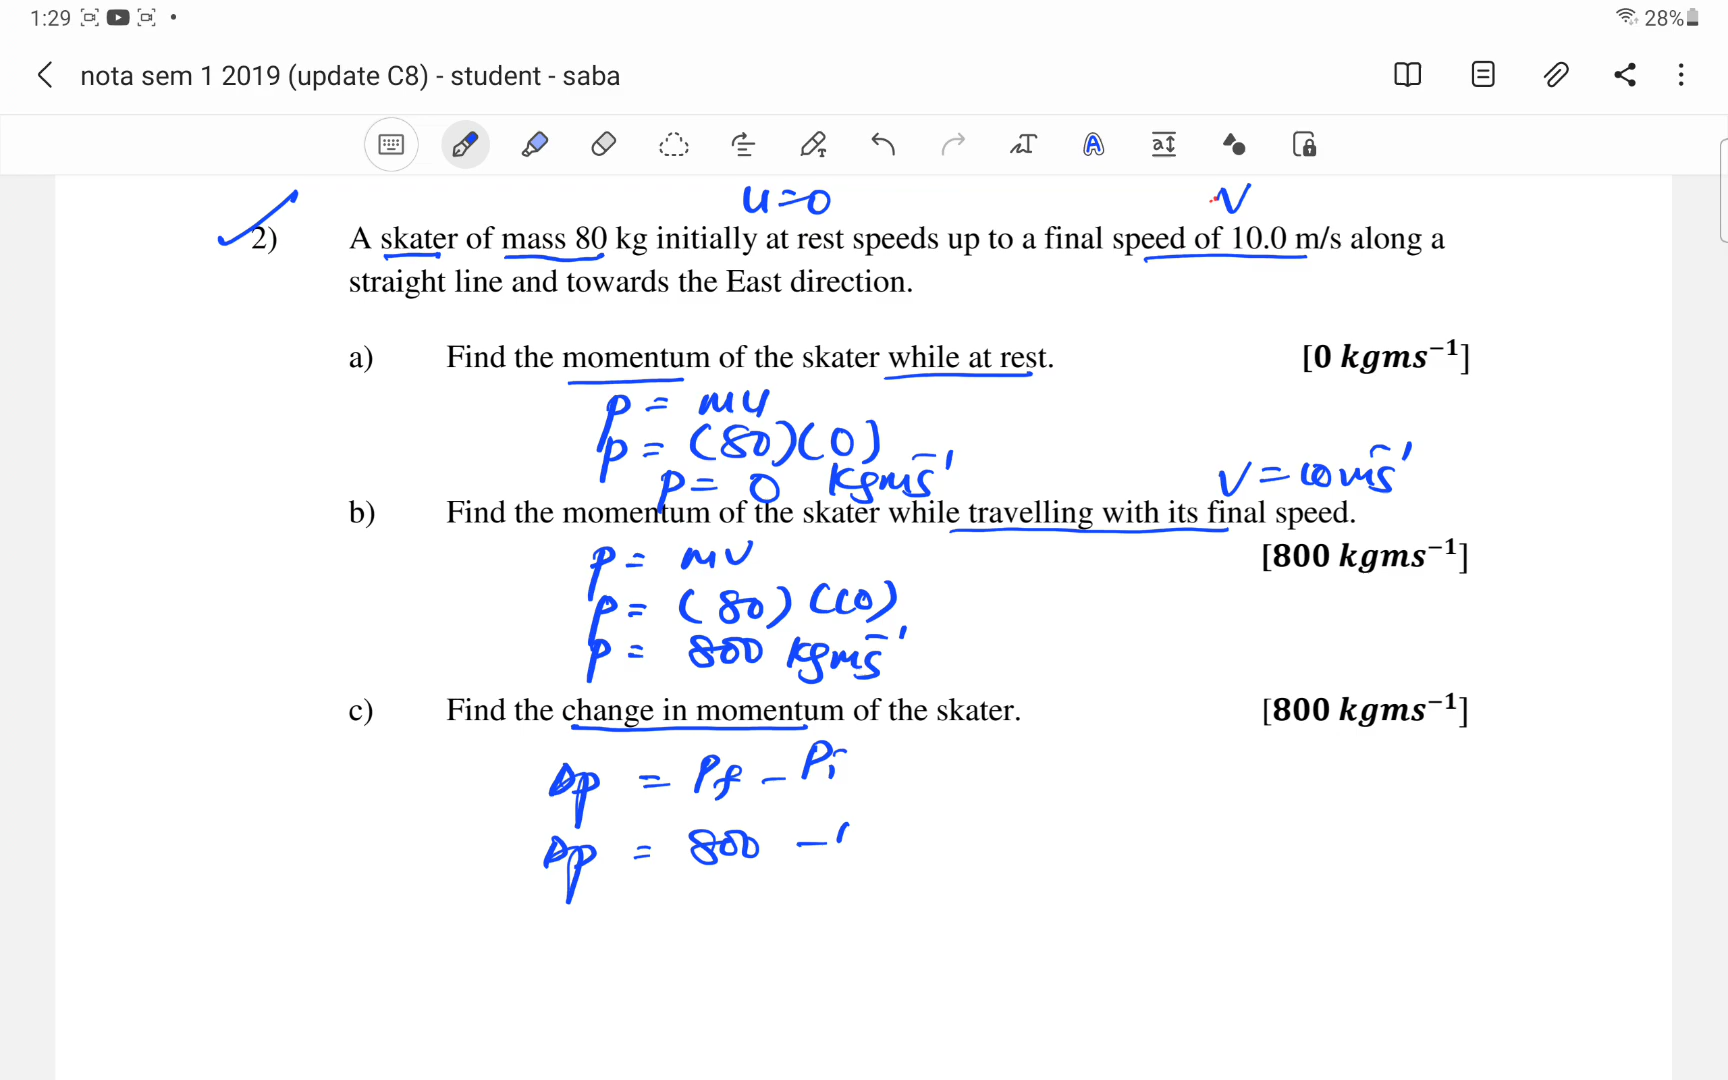 1:29
28%
nota sem 1 2019 (update C8) - student - saba
u=0
V
2) A skater of mass 80 kg initially at rest speeds up to a final speed of 10.0 m/s along a
straight line and towards the East direction.
a) Find the momentum of the skater while at rest. [0 kgms⁻¹]
p = mu
p = (80)(0)
p = 0 kgms⁻¹
V = 10 ms⁻¹
b) Find the momentum of the skater while travelling with its final speed.
[800 kgms⁻¹]
p = mv
p = (80) (10)
p = 800 kgms⁻¹
c) Find the change in momentum of the skater. [800 kgms⁻¹]
Δp = Pf - Pi
Δp = 800 -